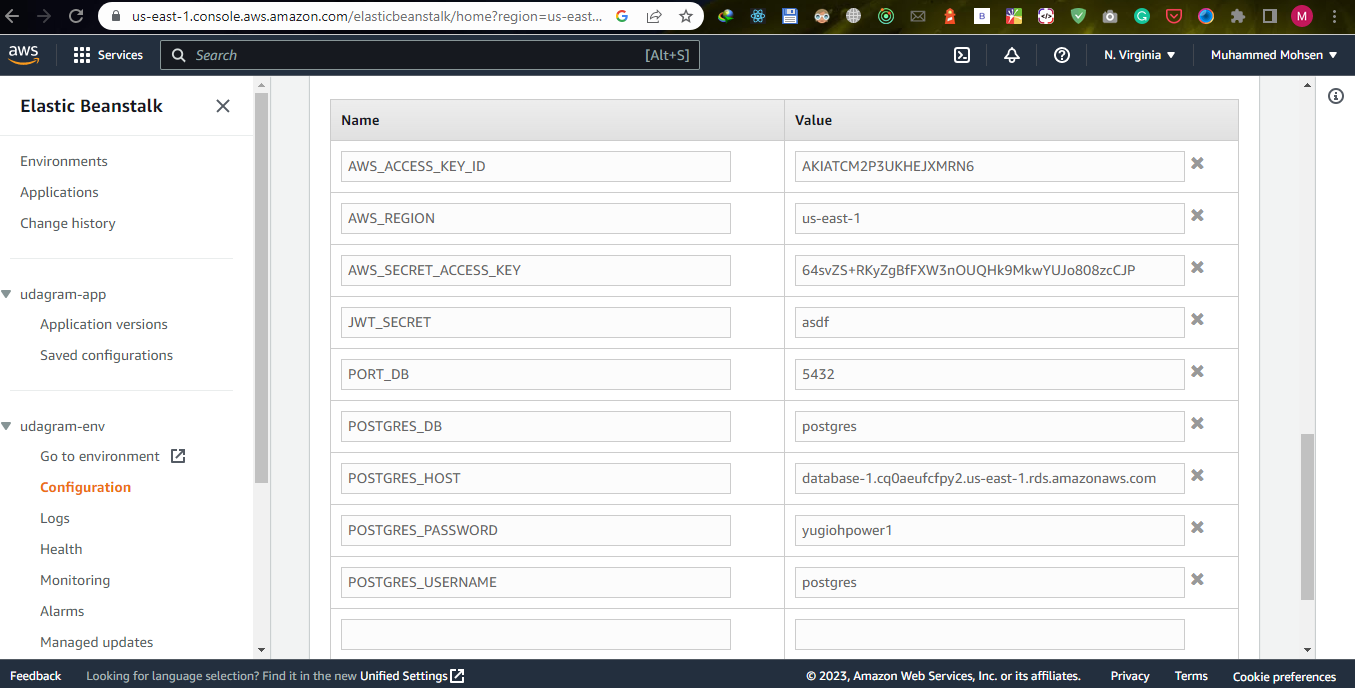 us-east-1.console.aws.amazon.com/elasticbeanstalk/home?region=us-east...
aws
Services
Search
[Alt+S]
N. Virginia
Muhammed Mohsen
Elastic Beanstalk
Environments
Applications
Change history
udagram-app
Application versions
Saved configurations
udagram-env
Go to environment
Configuration
Logs
Health
Monitoring
Alarms
Managed updates
Name Value
AWS_ACCESS_KEY_ID AKIATCM2P3UKHEJXMRN6
AWS_REGION us-east-1
AWS_SECRET_ACCESS_KEY 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
JWT_SECRET asdf
PORT_DB 5432
POSTGRES_DB postgres
POSTGRES_HOST database-1.cq0aeufcfpy2.us-east-1.rds.amazonaws.com
POSTGRES_PASSWORD yugiohpower1
POSTGRES_USERNAME postgres
Feedback
Looking for language selection? Find it in the new Unified Settings
© 2023, Amazon Web Services, Inc. or its affiliates.
Privacy
Terms
Cookie preferences